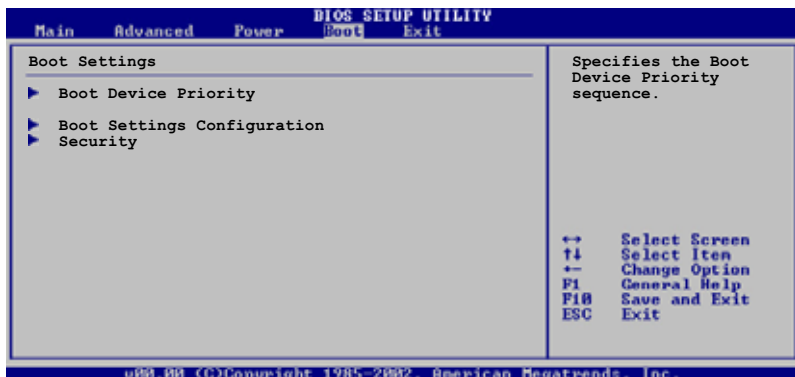 BIOS SETUP UTILITY
Main Advanced Power Boot Exit
Boot Settings
Boot Device Priority
Boot Settings Configuration
Security
Specifies the Boot
Device Priority
sequence.
↔ Select Screen
↑↓ Select Item
+- Change Option
F1 General Help
F10 Save and Exit
ESC Exit
v00.00 (C)Copyright 1985-2002, American Megatrends, Inc.